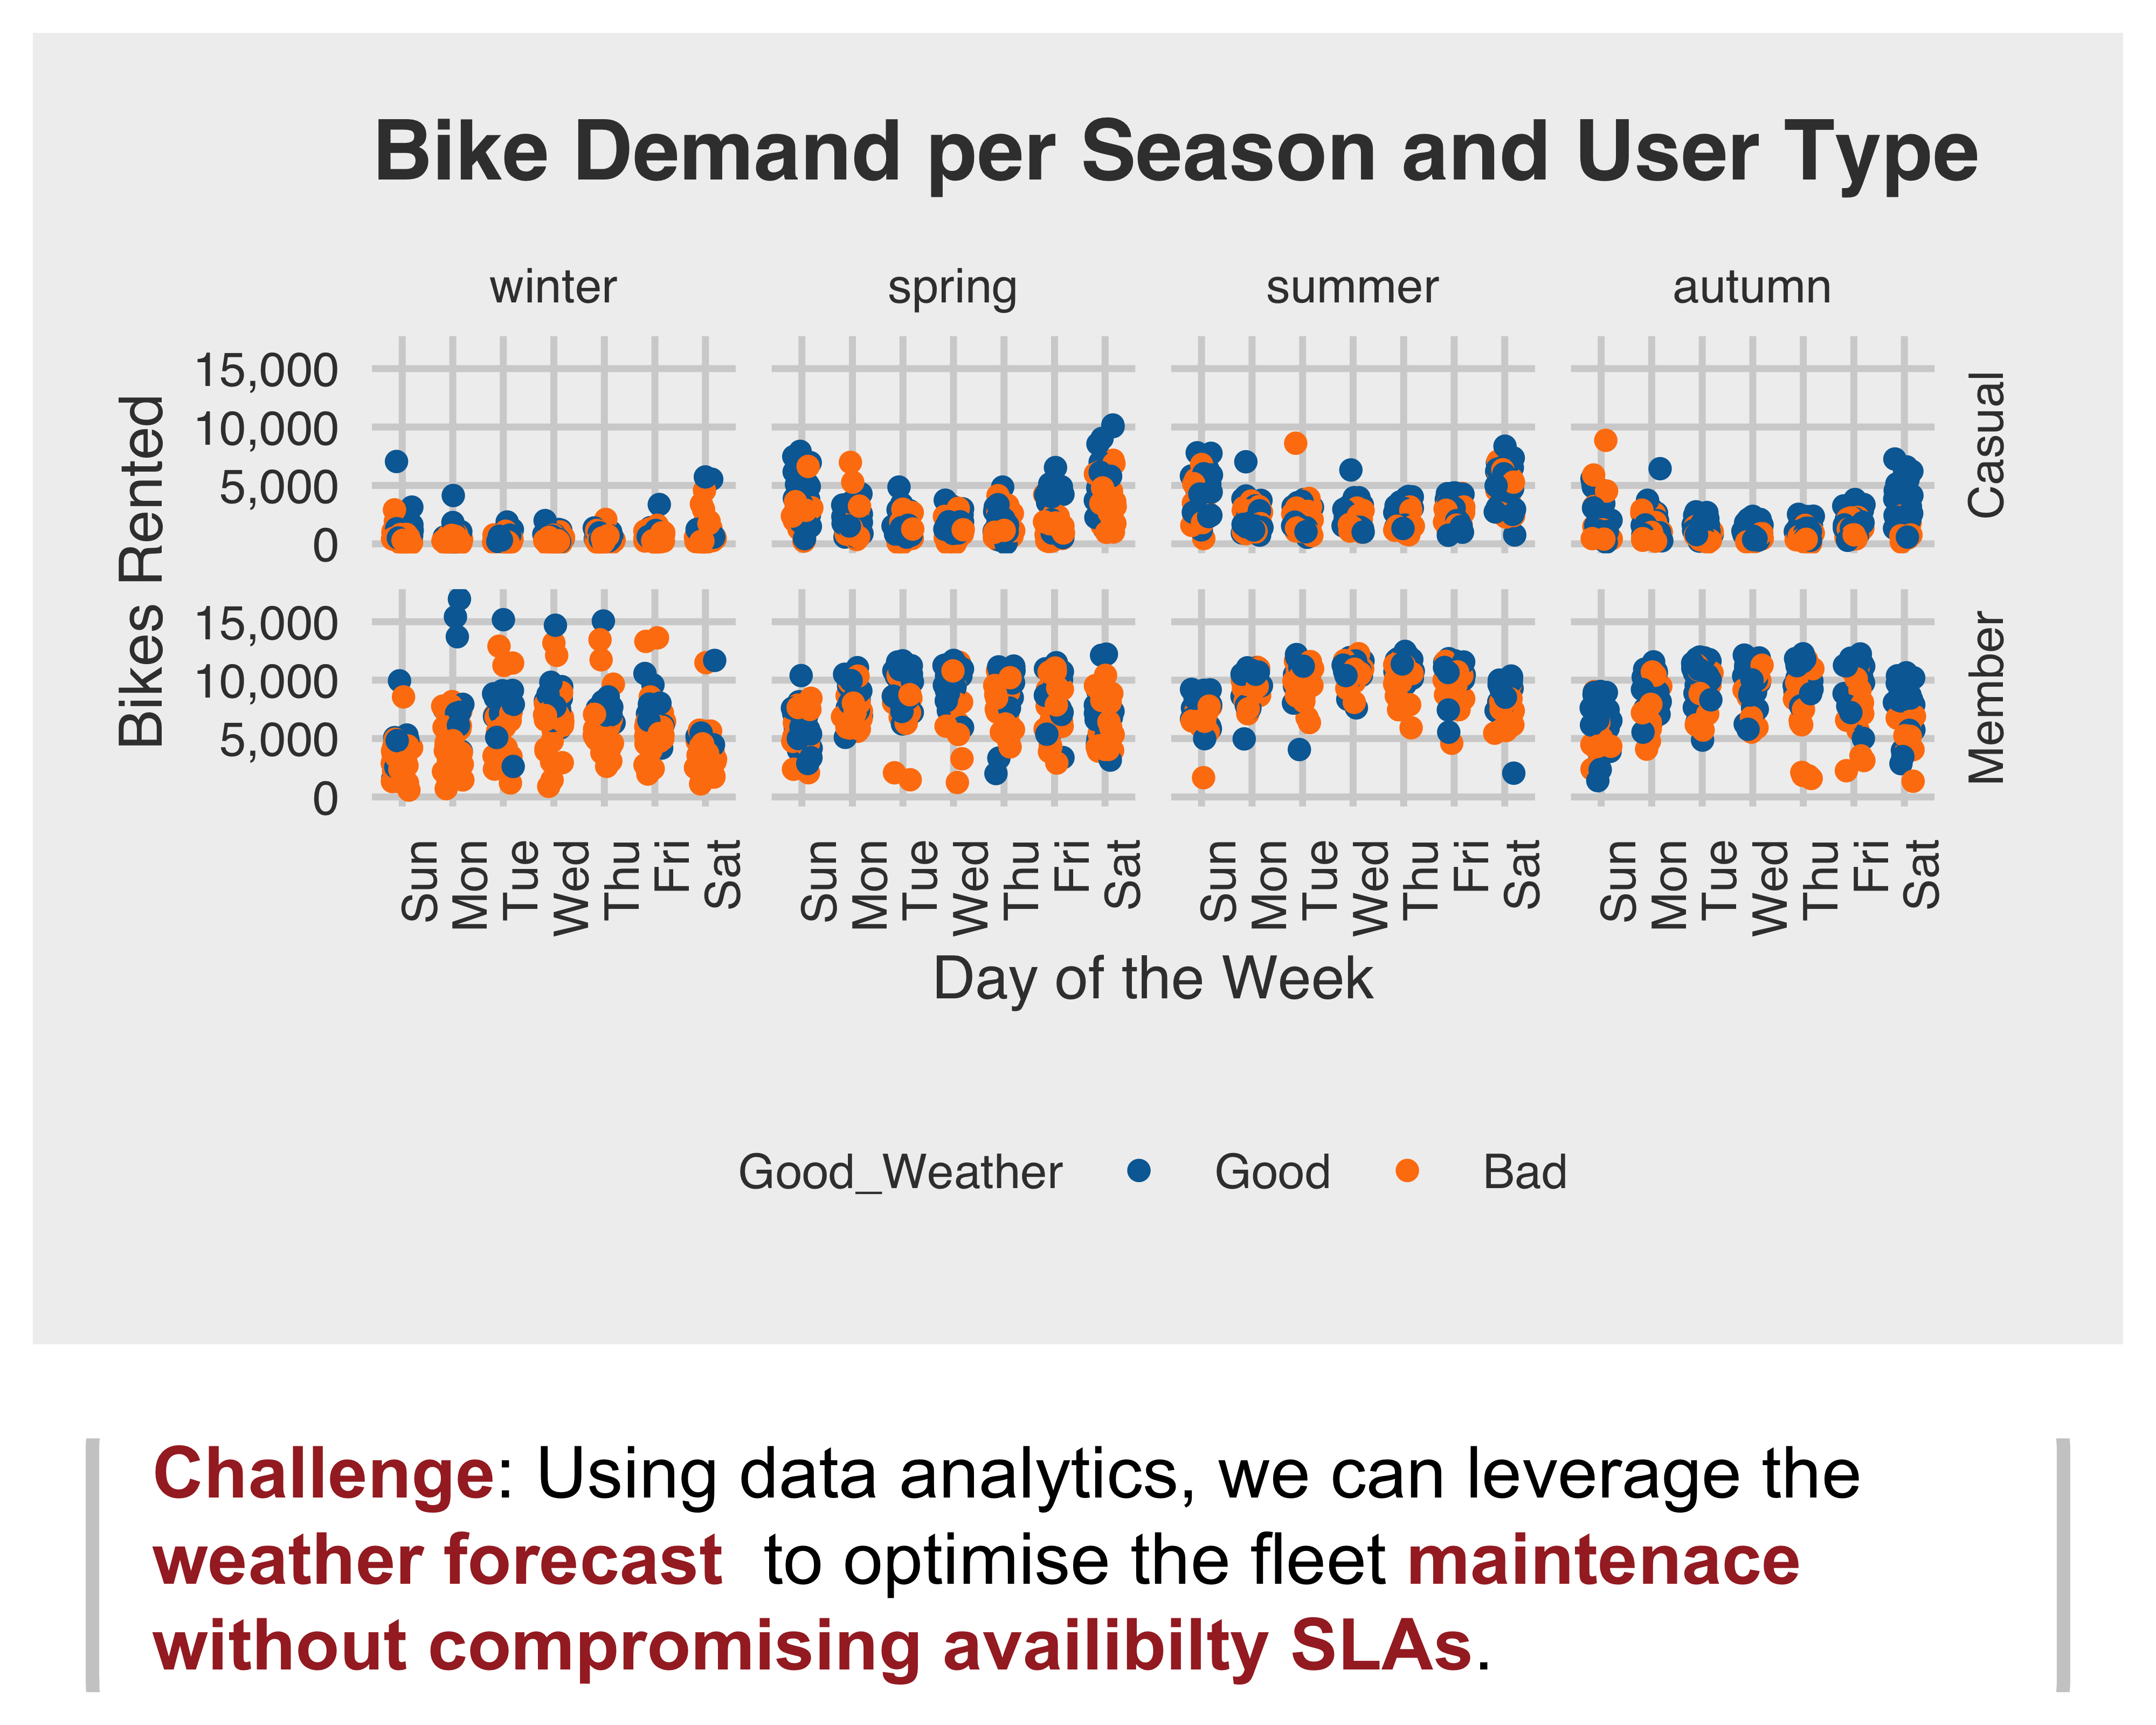 Bike Demand per Season and User Type
winter spring summer autumn
15,000
10,000
5,000
0
Casual
15,000
10,000
5,000
0
Member
Bikes Rented
Sun Mon Tue Wed Thu Fri Sat Sun Mon Tue Wed Thu Fri Sat Sun Mon Tue Wed Thu Fri Sat Sun Mon Tue Wed Thu Fri Sat
Day of the Week
Good_Weather Good Bad
Challenge: Using data analytics, we can leverage the
weather forecast to optimise the fleet maintenace
without compromising availibilty SLAs.